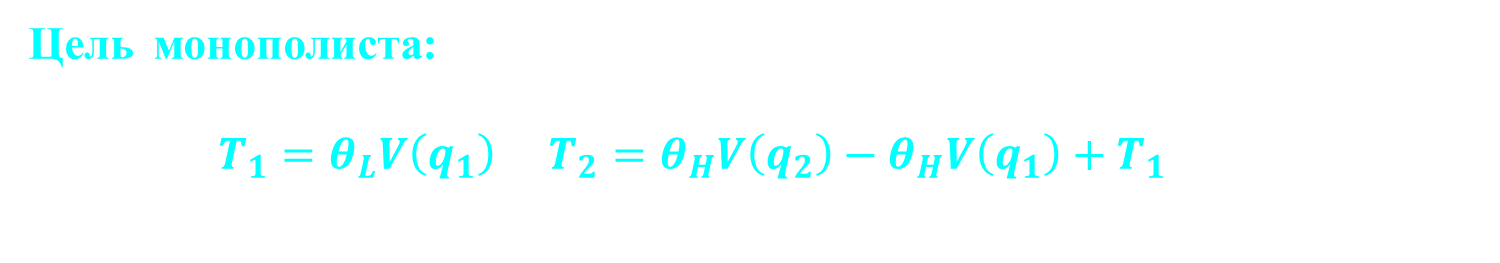 Цель монополиста:
T₁ = θ_L V(q₁) T₂ = θ_H V(q₂) − θ_H V(q₁) + T₁